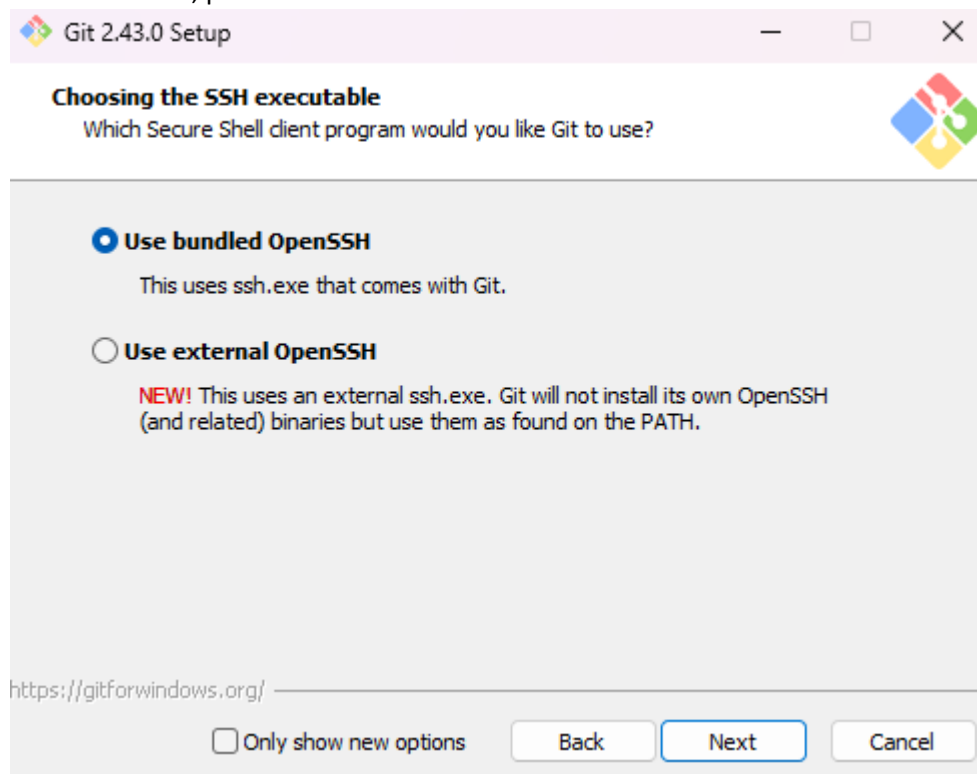 Git 2.43.0 Setup
Choosing the SSH executable
Which Secure Shell client program would you like Git to use?
Use bundled OpenSSH
This uses ssh.exe that comes with Git.
Use external OpenSSH
NEW! This uses an external ssh.exe. Git will not install its own OpenSSH
(and related) binaries but use them as found on the PATH.
https://gitforwindows.org/
Only show new options Back Next Cancel